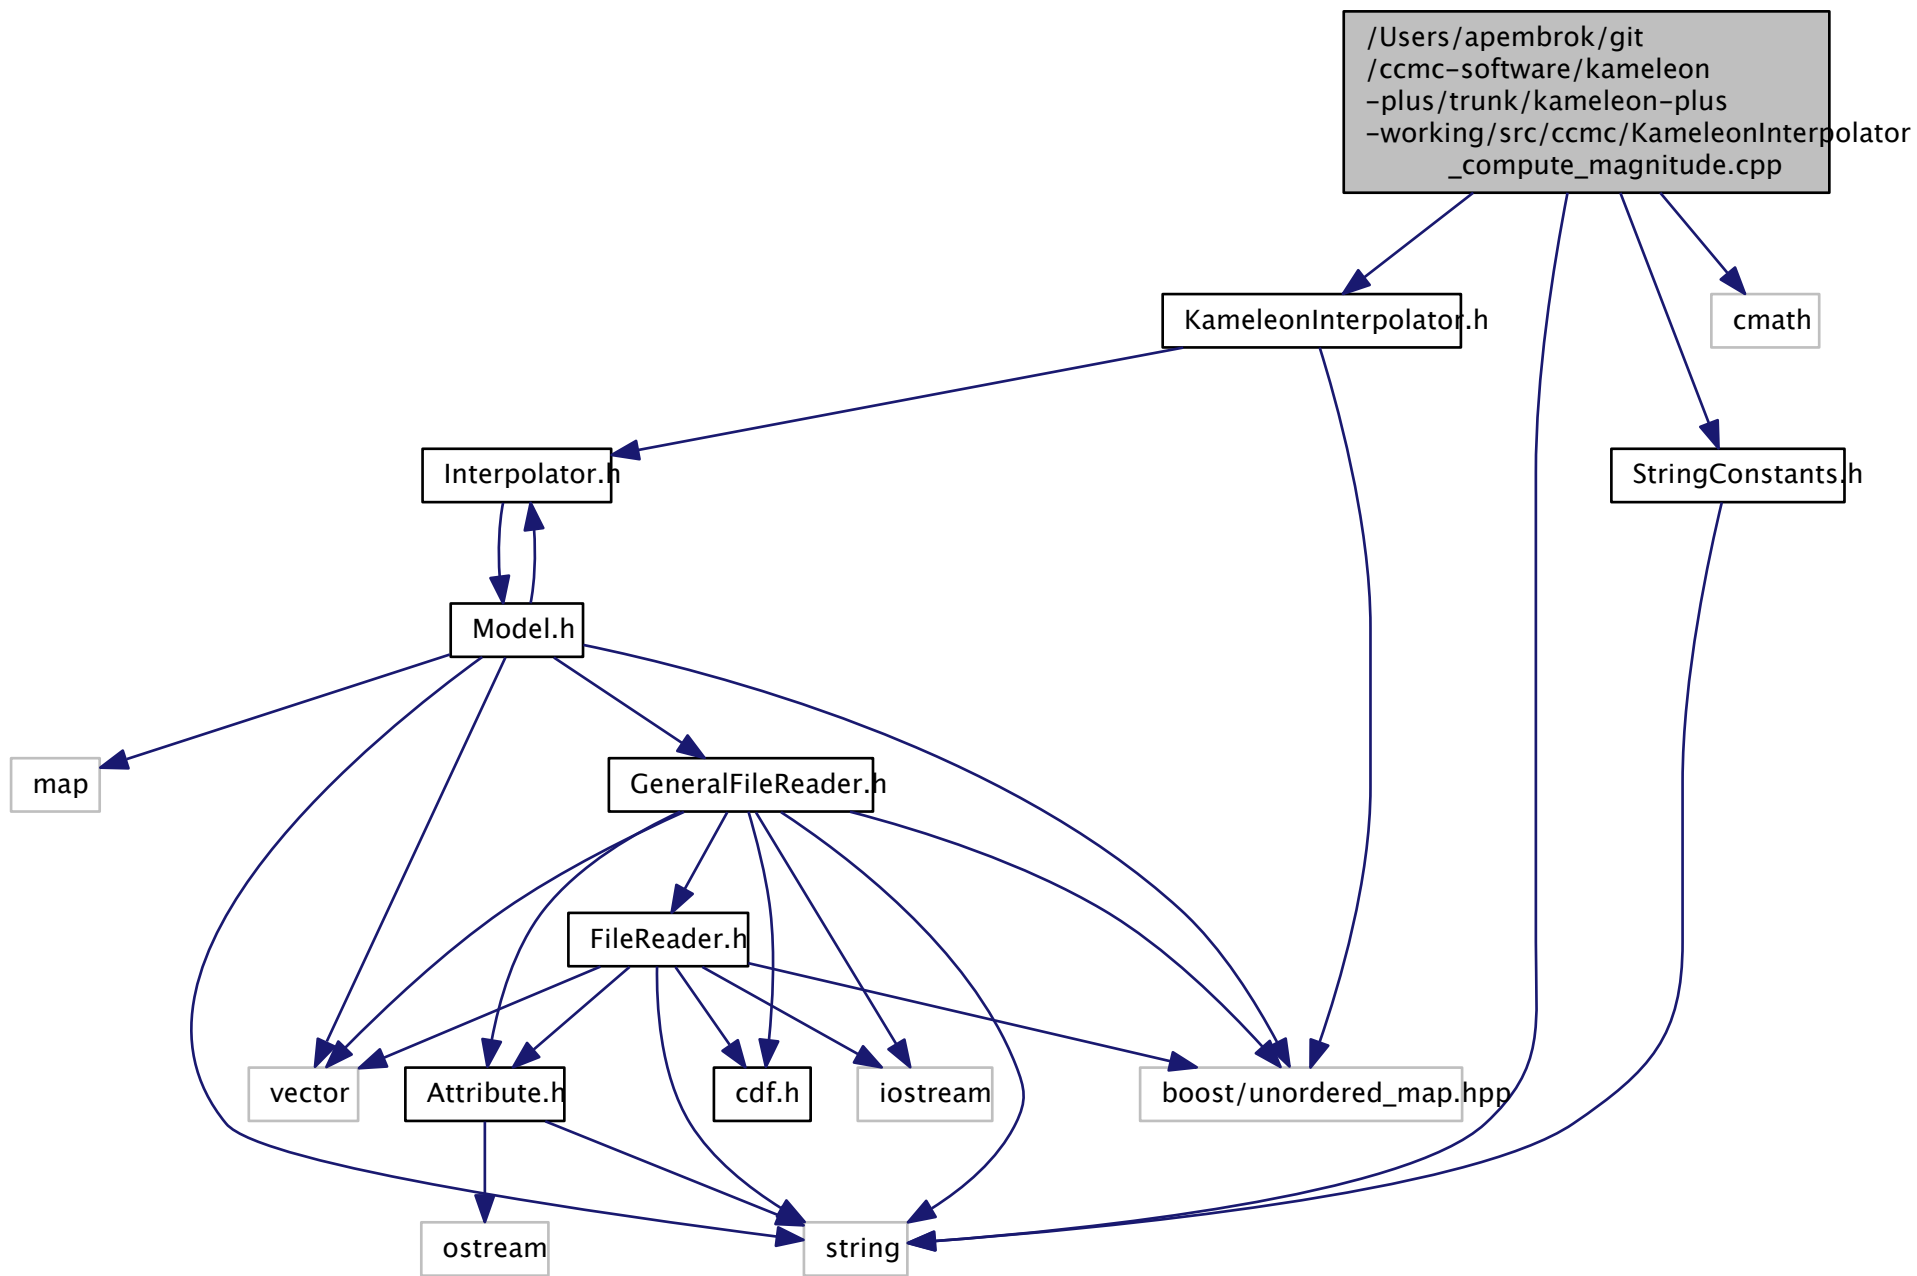 /Users/apembrok/git
/ccmc-software/kameleon
-plus/trunk/kameleon-plus
-working/src/ccmc/KameleonInterpolator
_compute_magnitude.cpp
KameleonInterpolator.h
cmath
Interpolator.h
StringConstants.h
Model.h
map
GeneralFileReader.h
FileReader.h
vector
Attribute.h
cdf.h
iostream
boost/unordered_map.hpp
ostream
string